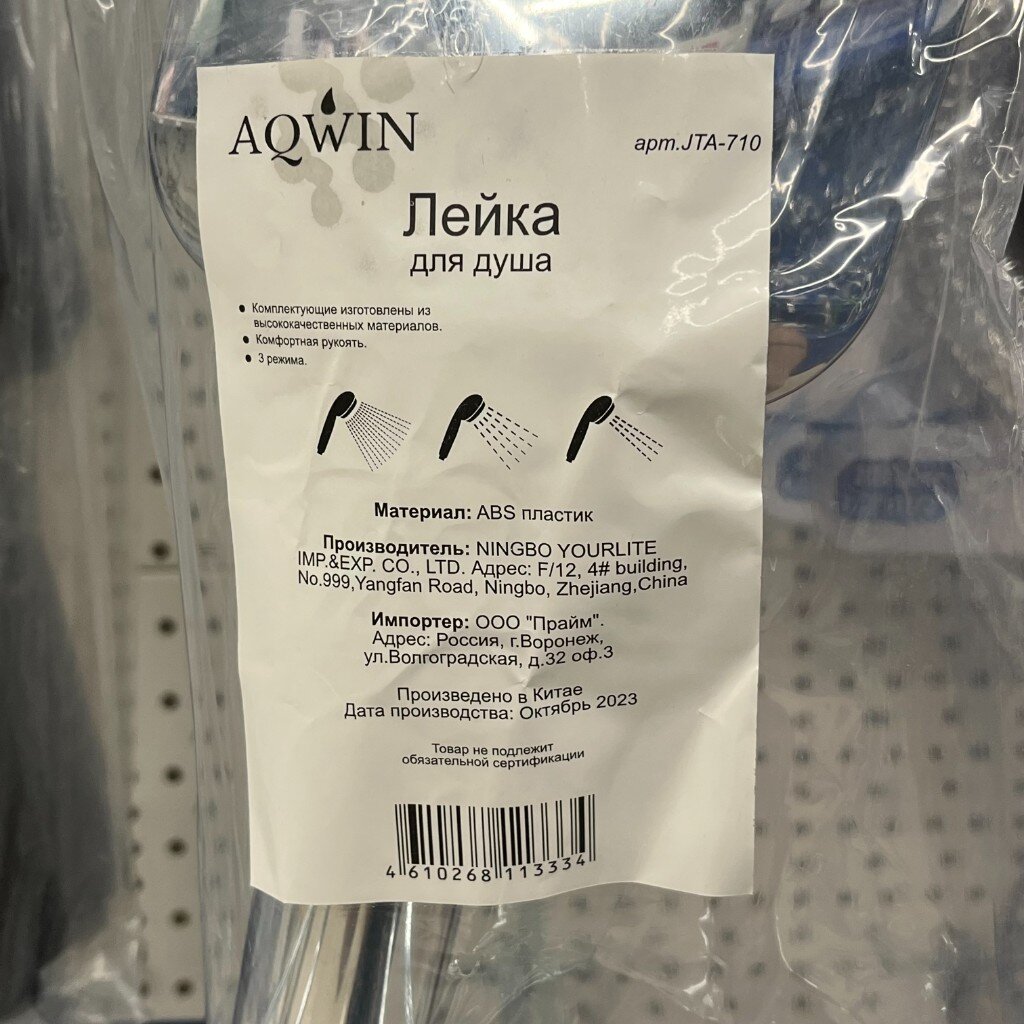 AQWIN
арт.JTA-710
Лейка
для душа
• Комплектующие изготовлены из
высококачественных материалов.
• Комфортная рукоять.
• 3 режима.
Материал: ABS пластик
Производитель: NINGBO YOURLITE
IMP.&EXP. CO., LTD. Адрес: F/12, 4# building,
No.999,Yangfan Road, Ningbo, Zhejiang,China
Импортер: ООО "Прайм".
Адрес: Россия, г.Воронеж,
ул.Волгоградская, д.32 оф.3
Произведено в Китае
Дата производства: Октябрь 2023
Товар не подлежит
обязательной сертификации
4 610268 113334